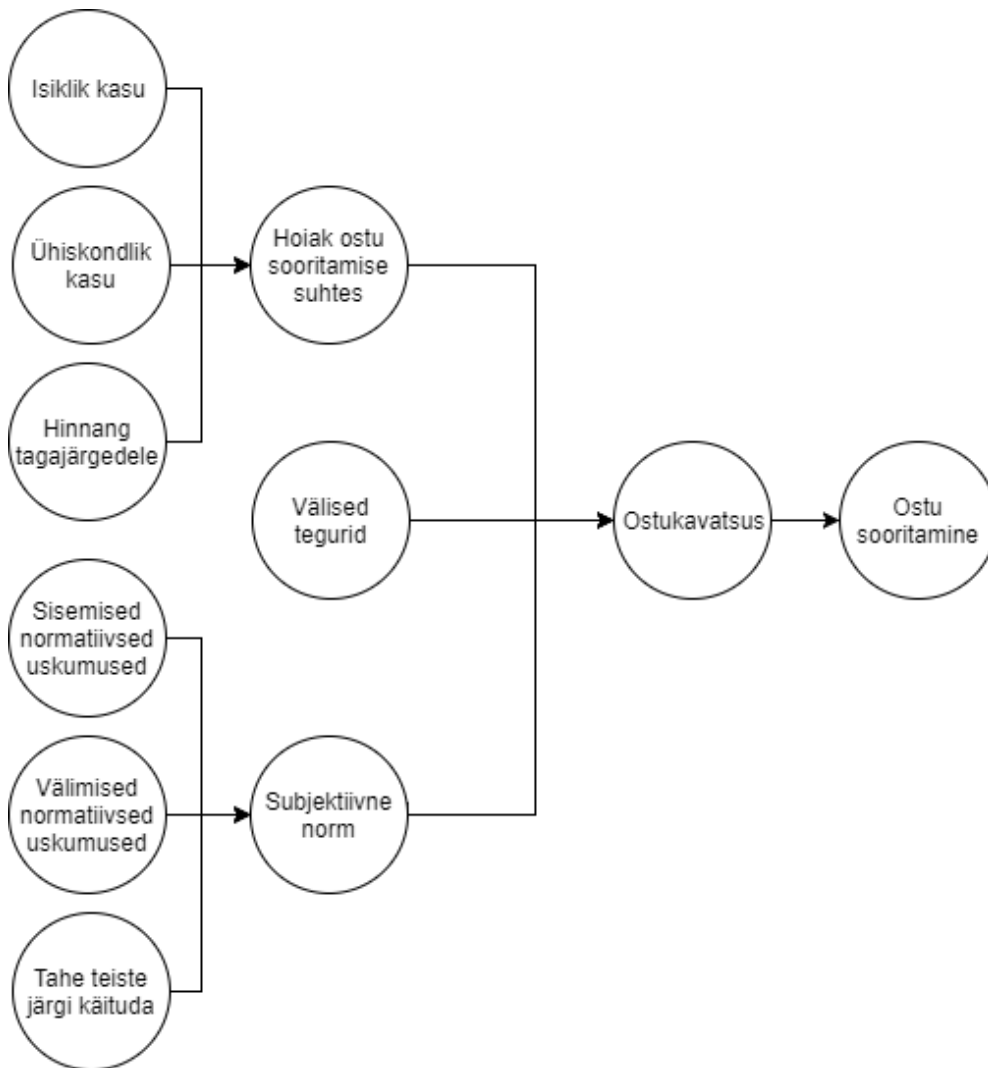 Isiklik kasu
Ühiskondlik
kasu
Hinnang
tagajärgedele
Sisemised
normatiivsed
uskumused
Välimised
normatiivsed
uskumused
Tahe teiste
järgi käituda
Hoiak ostu
sooritamise
suhtes
Välised
tegurid
Subjektiivne
norm
Ostukavatsus
Ostu
sooritamine